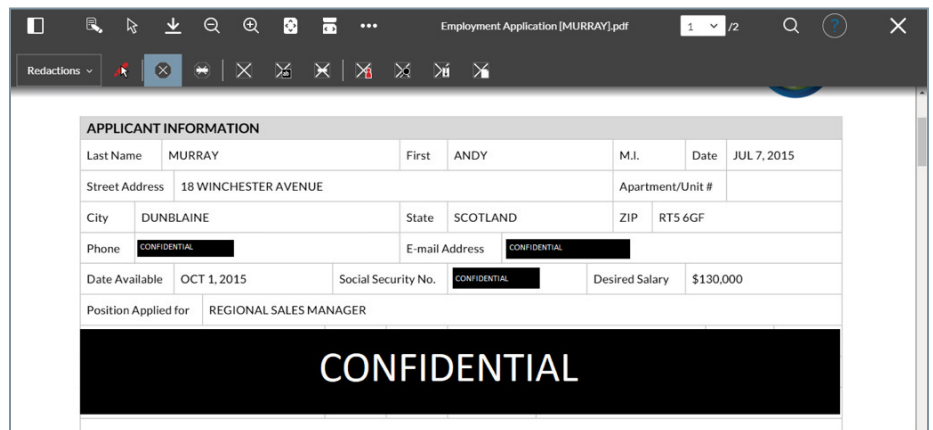 Employment Application [MURRAY].pdf 1 /2 ?
Redactions
APPLICANT INFORMATION
Last Name MURRAY First ANDY M.I. Date JUL 7, 2015
Street Address 18 WINCHESTER AVENUE Apartment/Unit #
City DUNBLAINE State SCOTLAND ZIP RT5 6GF
Phone CONFIDENTIAL E-mail Address CONFIDENTIAL
Date Available OCT 1, 2015 Social Security No. CONFIDENTIAL Desired Salary $130,000
Position Applied for REGIONAL SALES MANAGER
CONFIDENTIAL